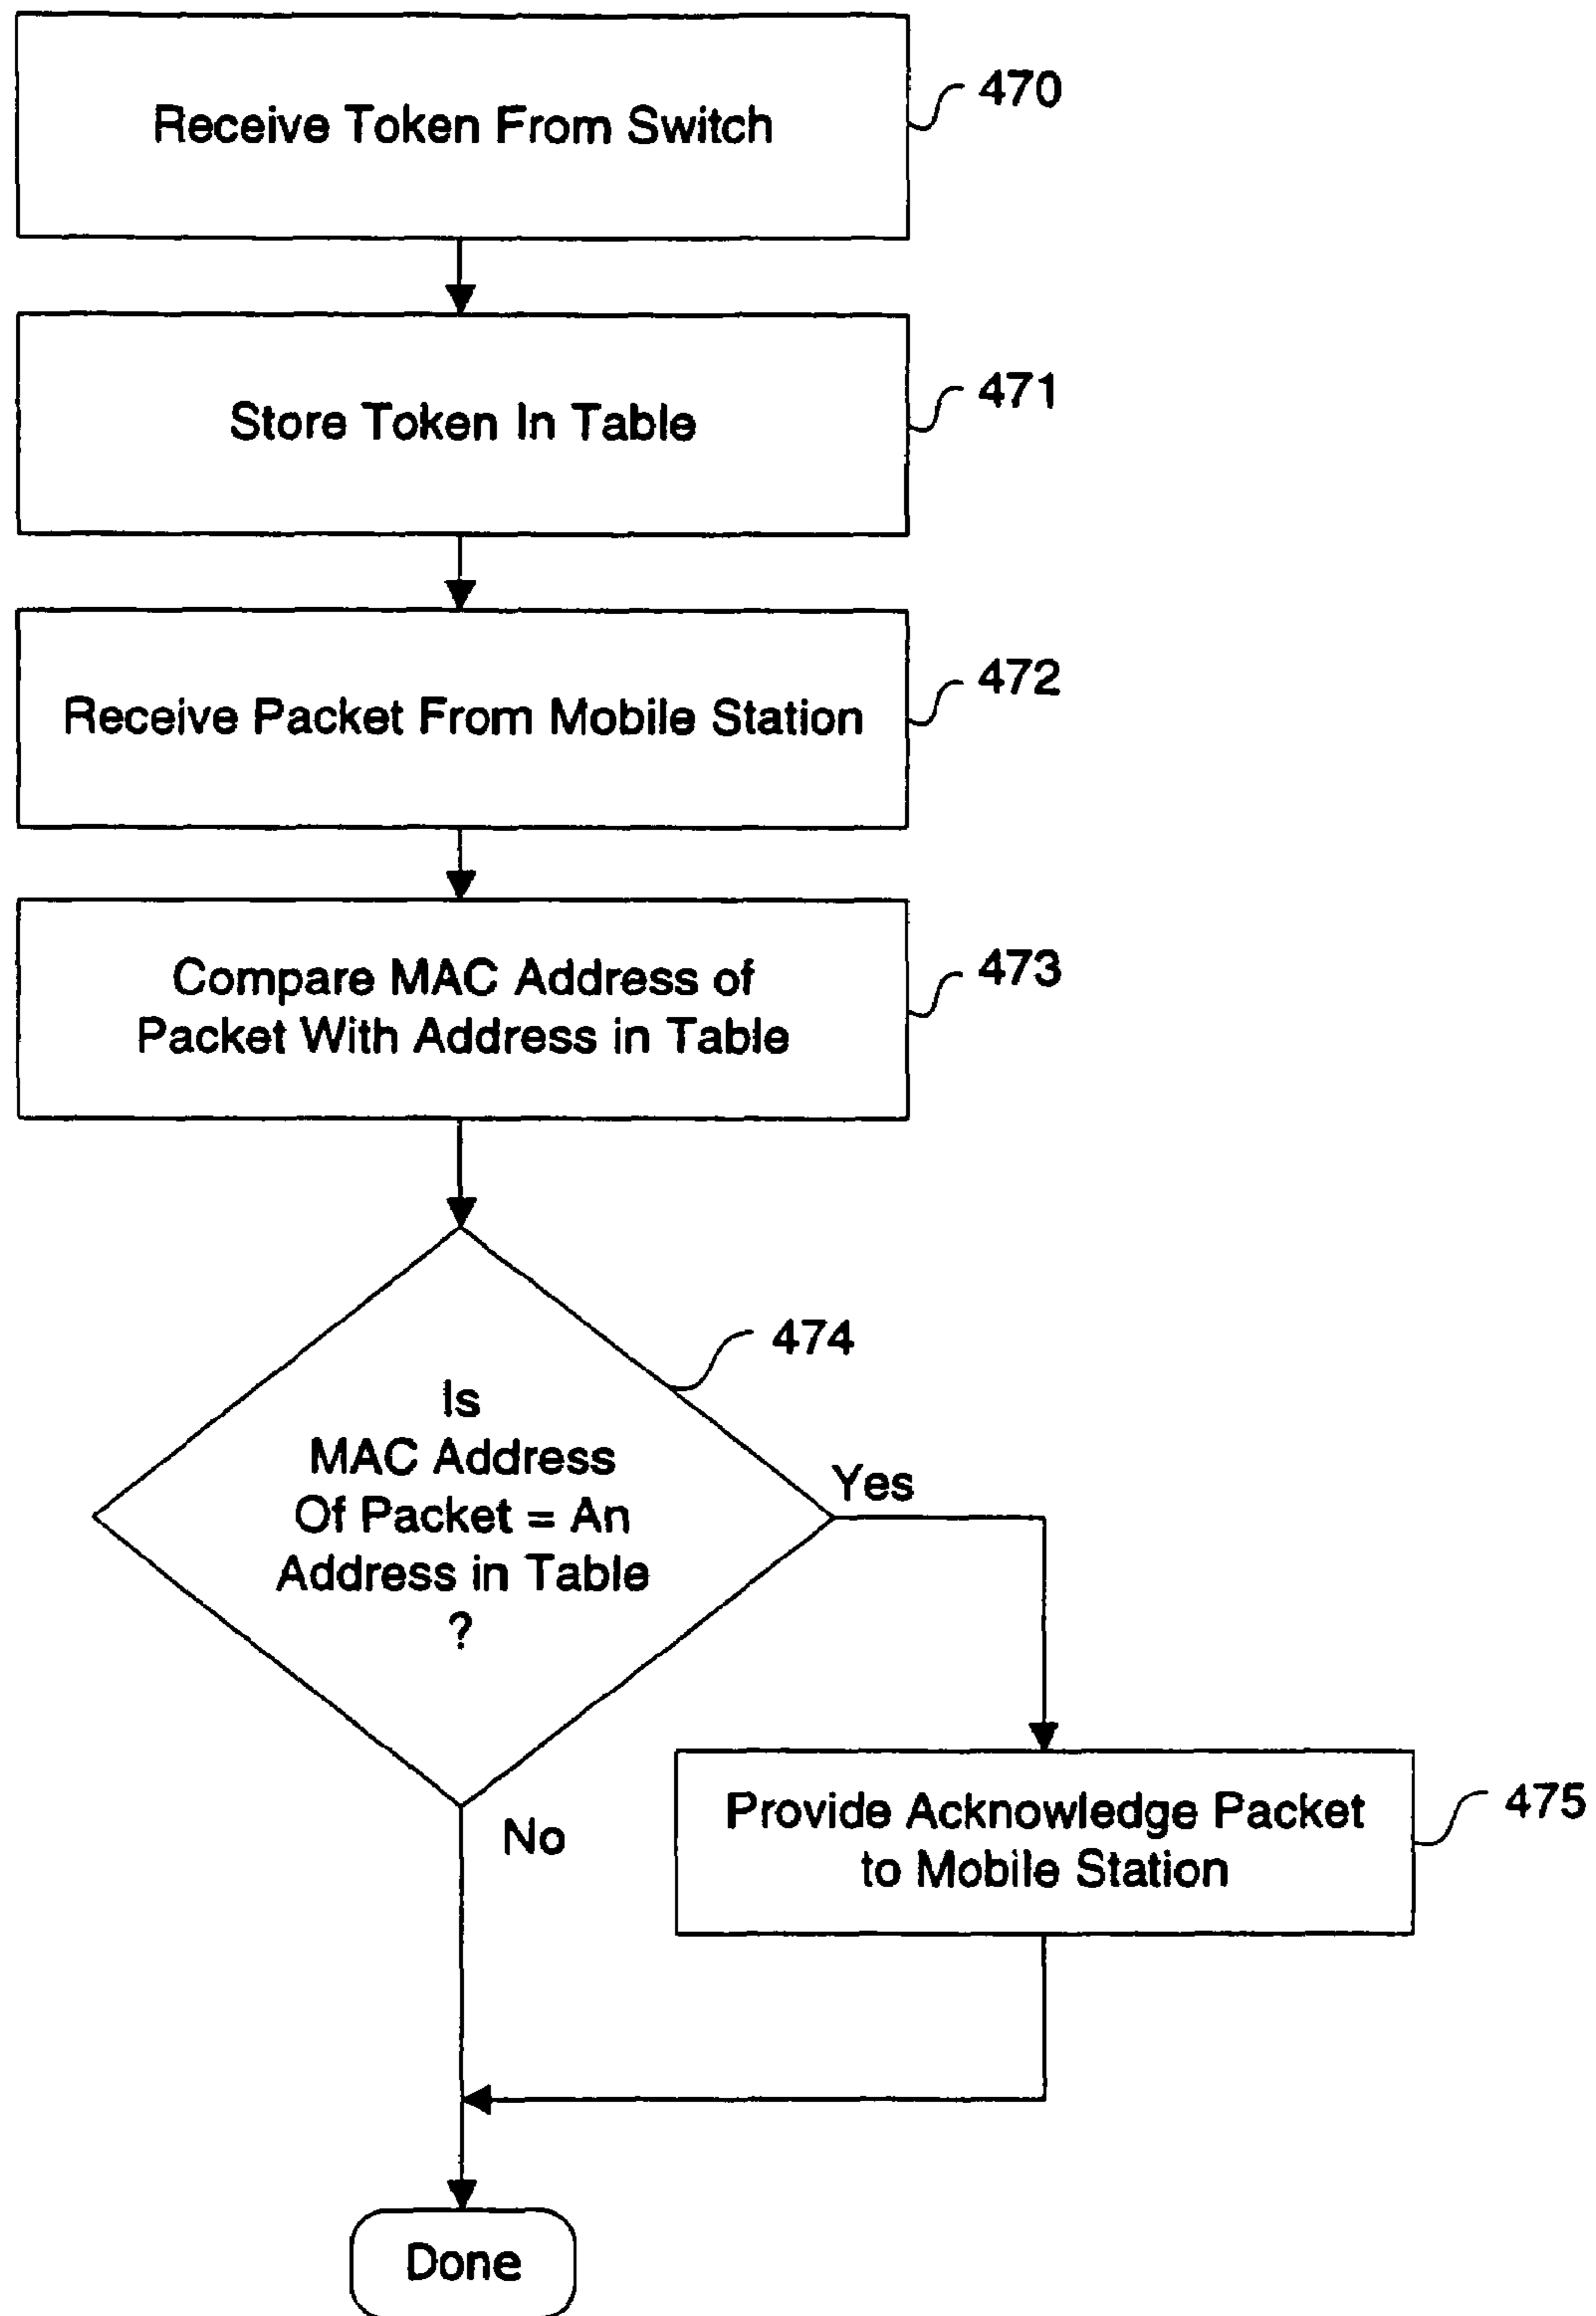 Receive Token From Switch
470
Store Token In Table
471
Receive Packet From Mobile Station
472
Compare MAC Address of
Packet With Address in Table
473
474
Is
MAC Address
Of Packet = An
Address in Table
?
Yes
Provide Acknowledge Packet
to Mobile Station
475
No
Done